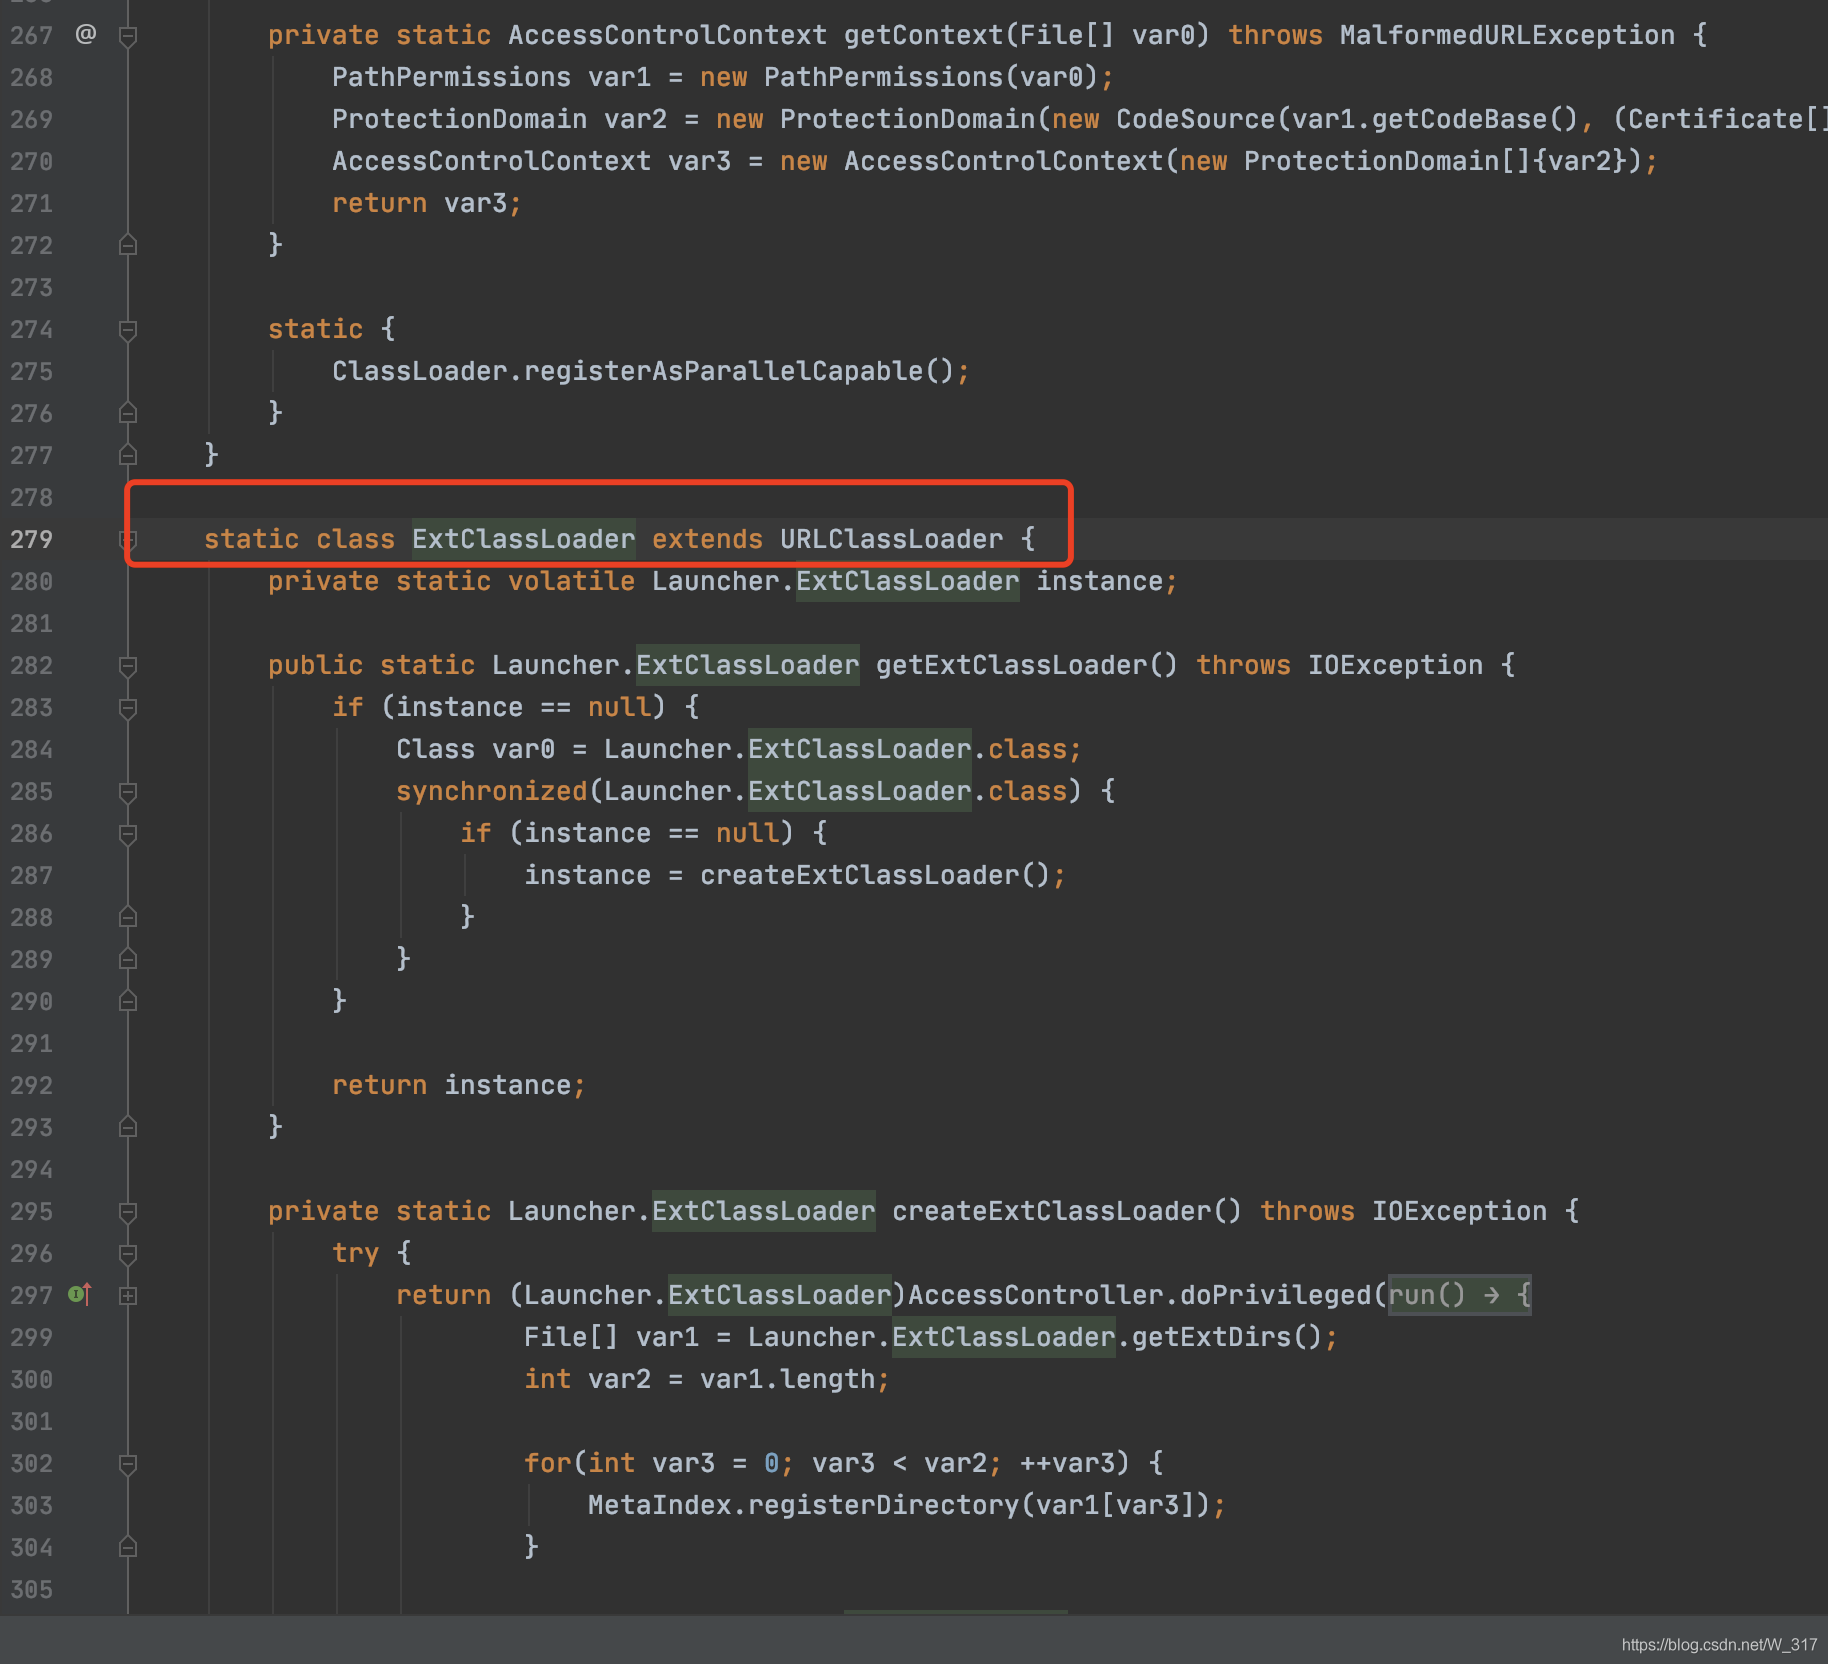 267 @ private static AccessControlContext getContext(File[] var0) throws MalformedURLException {
268 PathPermissions var1 = new PathPermissions(var0);
269 ProtectionDomain var2 = new ProtectionDomain(new CodeSource(var1.getCodeBase(), (Certificate[]
270 AccessControlContext var3 = new AccessControlContext(new ProtectionDomain[]{var2});
271 return var3;
272 }
273
274 static {
275 ClassLoader.registerAsParallelCapable();
276 }
277 }
278
279 static class ExtClassLoader extends URLClassLoader {
280 private static volatile Launcher.ExtClassLoader instance;
281
282 public static Launcher.ExtClassLoader getExtClassLoader() throws IOException {
283 if (instance == null) {
284 Class var0 = Launcher.ExtClassLoader.class;
285 synchronized(Launcher.ExtClassLoader.class) {
286 if (instance == null) {
287 instance = createExtClassLoader();
288 }
289 }
290 }
291
292 return instance;
293 }
294
295 private static Launcher.ExtClassLoader createExtClassLoader() throws IOException {
296 try {
297 return (Launcher.ExtClassLoader)AccessController.doPrivileged(run() → {
299 File[] var1 = Launcher.ExtClassLoader.getExtDirs();
300 int var2 = var1.length;
301
302 for(int var3 = 0; var3 < var2; ++var3) {
303 MetaIndex.registerDirectory(var1[var3]);
304 }
305
https://blog.csdn.net/W_317